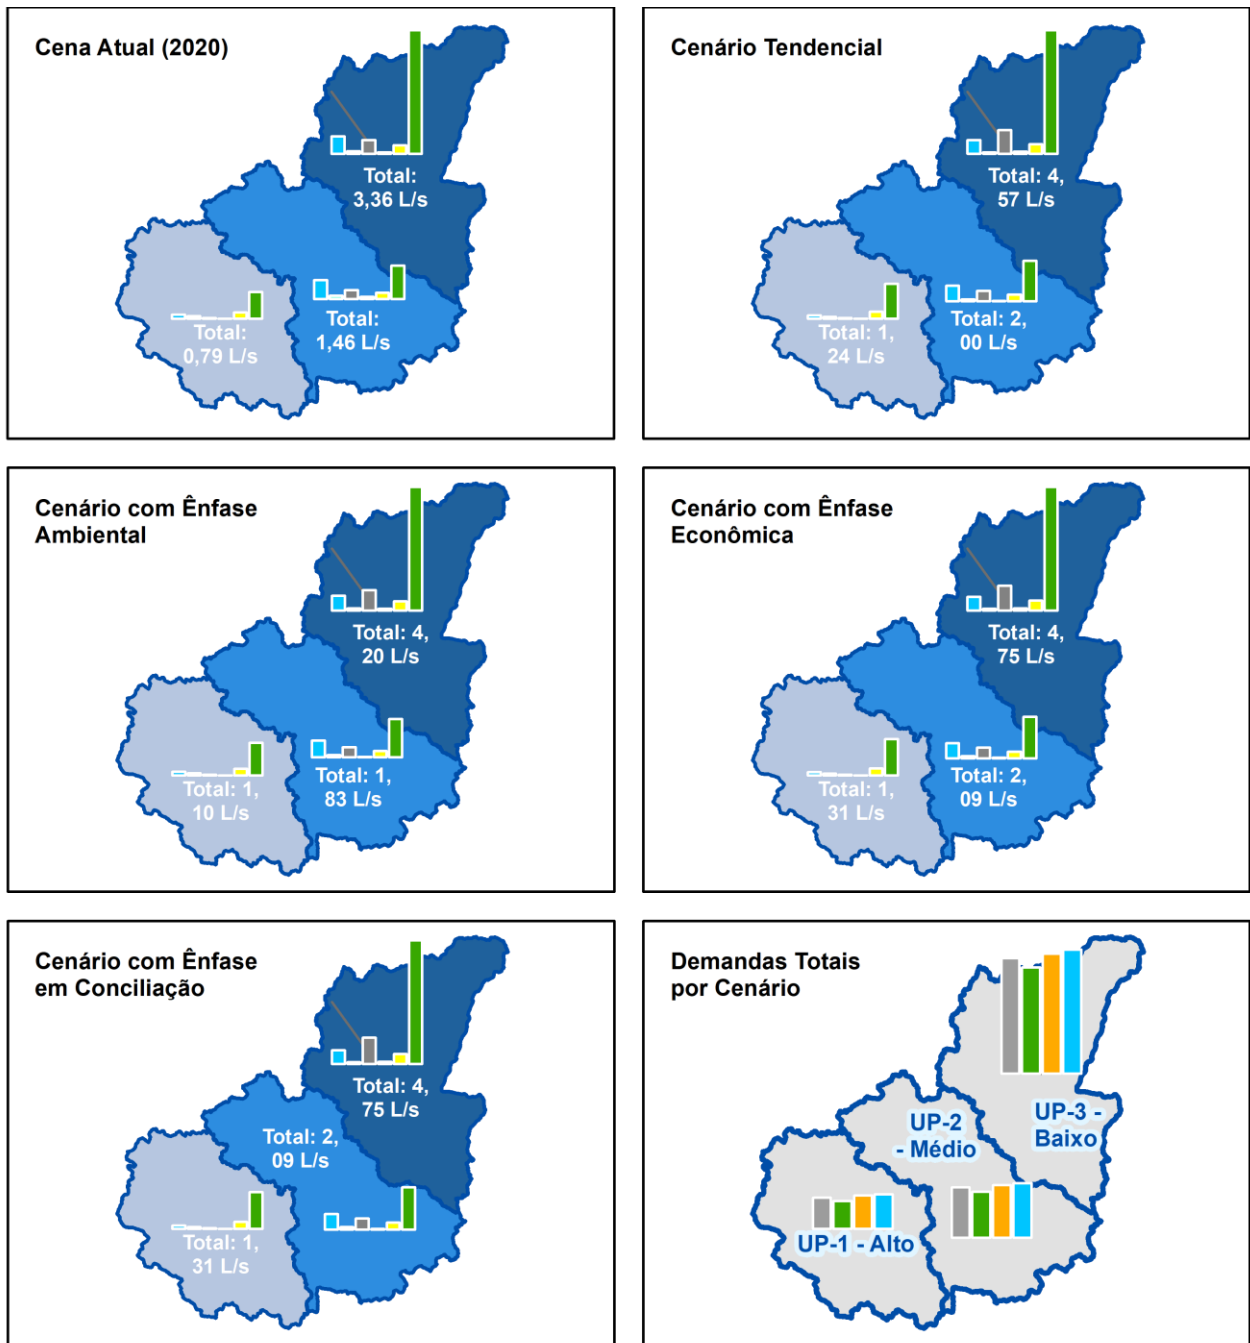 Cena Atual (2020)
Total:
3,36 L/s
Total:
1,46 L/s
Total:
0,79 L/s
Cenário Tendencial
Total: 4,
57 L/s
Total: 2,
00 L/s
Total: 1,
24 L/s
Cenário com Ênfase
Ambiental
Total: 4,
20 L/s
Total: 1,
83 L/s
Total: 1,
10 L/s
Cenário com Ênfase
Econômica
Total: 4,
75 L/s
Total: 2,
09 L/s
Total: 1,
31 L/s
Cenário com Ênfase
em Conciliação
Total: 4,
75 L/s
Total: 2,
09 L/s
Total: 1,
31 L/s
Demandas Totais
por Cenário
UP-3 -
Baixo
UP-2
- Médio
UP-1 - Alto